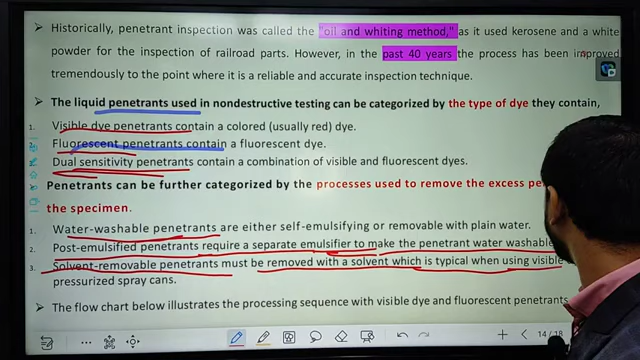 Historically, penetrant inspection was called the "oil and whiting method," as it used kerosene and a white
powder for the inspection of railroad parts. However, in the past 40 years the process has been improved
tremendously to the point where it is a reliable and accurate inspection technique.
The liquid penetrants used in nondestructive testing can be categorized by the type of dye they contain,
1. Visible dye penetrants contain a colored (usually red) dye.
Fluorescent penetrants contain a fluorescent dye.
Dual sensitivity penetrants contain a combination of visible and fluorescent dyes.
Penetrants can be further categorized by the processes used to remove the excess
the specimen.
1. Water-washable penetrants are either self-emulsifying or removable with plain water.
2. Post-emulsified penetrants require a separate emulsifier to make the penetrant water washable
3. Solvent-removable penetrants must be removed with a solvent which is typical when using visible
pressurized spray cans.
The flow chart below illustrates the processing sequence with visible dye and fluorescent penetrants
14 / 18